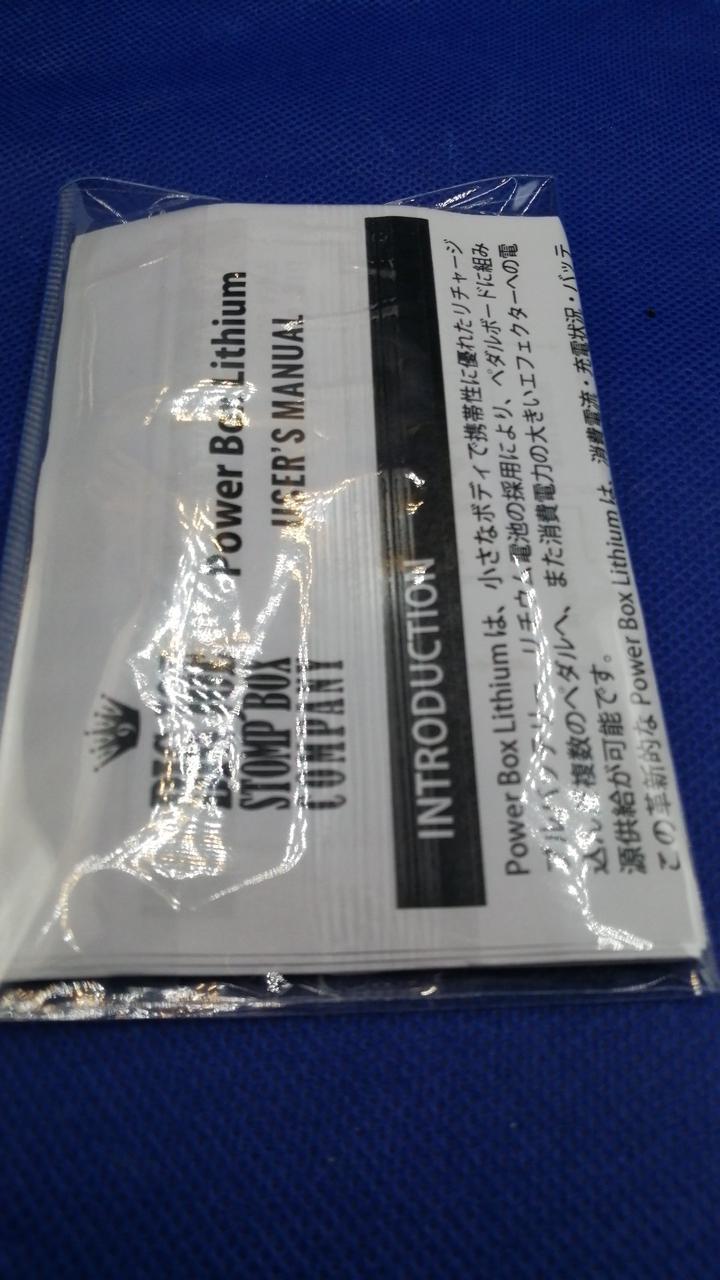 STOMP BOX
COMPANY
Power Box Lithium
USER'S MANUAL
INTRODUCTION
Power Box Lithium は、小さなボディで携帯性に優れたリチャージ
リチウム電池の採用により、ペダルボードに組み
複数のペダルへ、また消費電力の大きいエフェクターへの電
源供給が可能です。
この革新的な Power Box Lithium は、消費電流・充電状況・バッテ